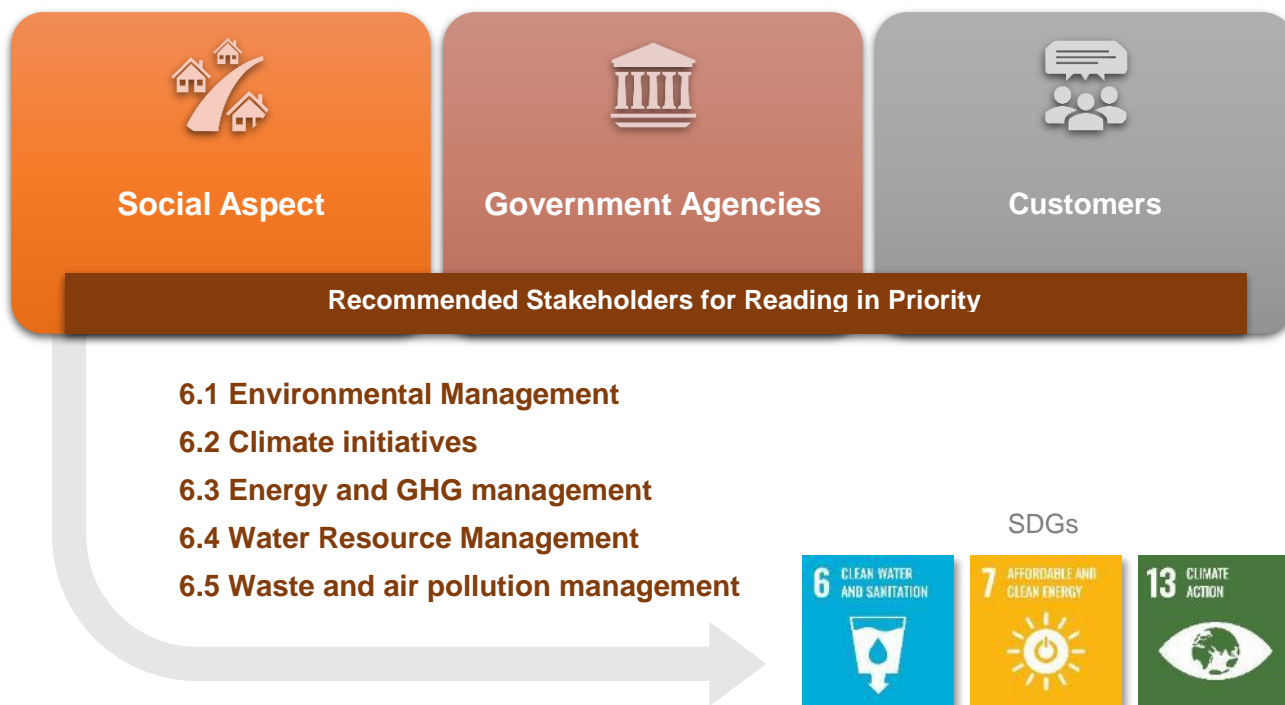 Social Aspect
Government Agencies
Customers
Recommended Stakeholders for Reading in Priority
6.1 Environmental Management
6.2 Climate initiatives
6.3 Energy and GHG management
6.4 Water Resource Management
6.5 Waste and air pollution management
SDGs
6 CLEAN WATER
AND SANITATION
7 AFFORDABLE AND
CLEAN ENERGY
13 CLIMATE
ACTION